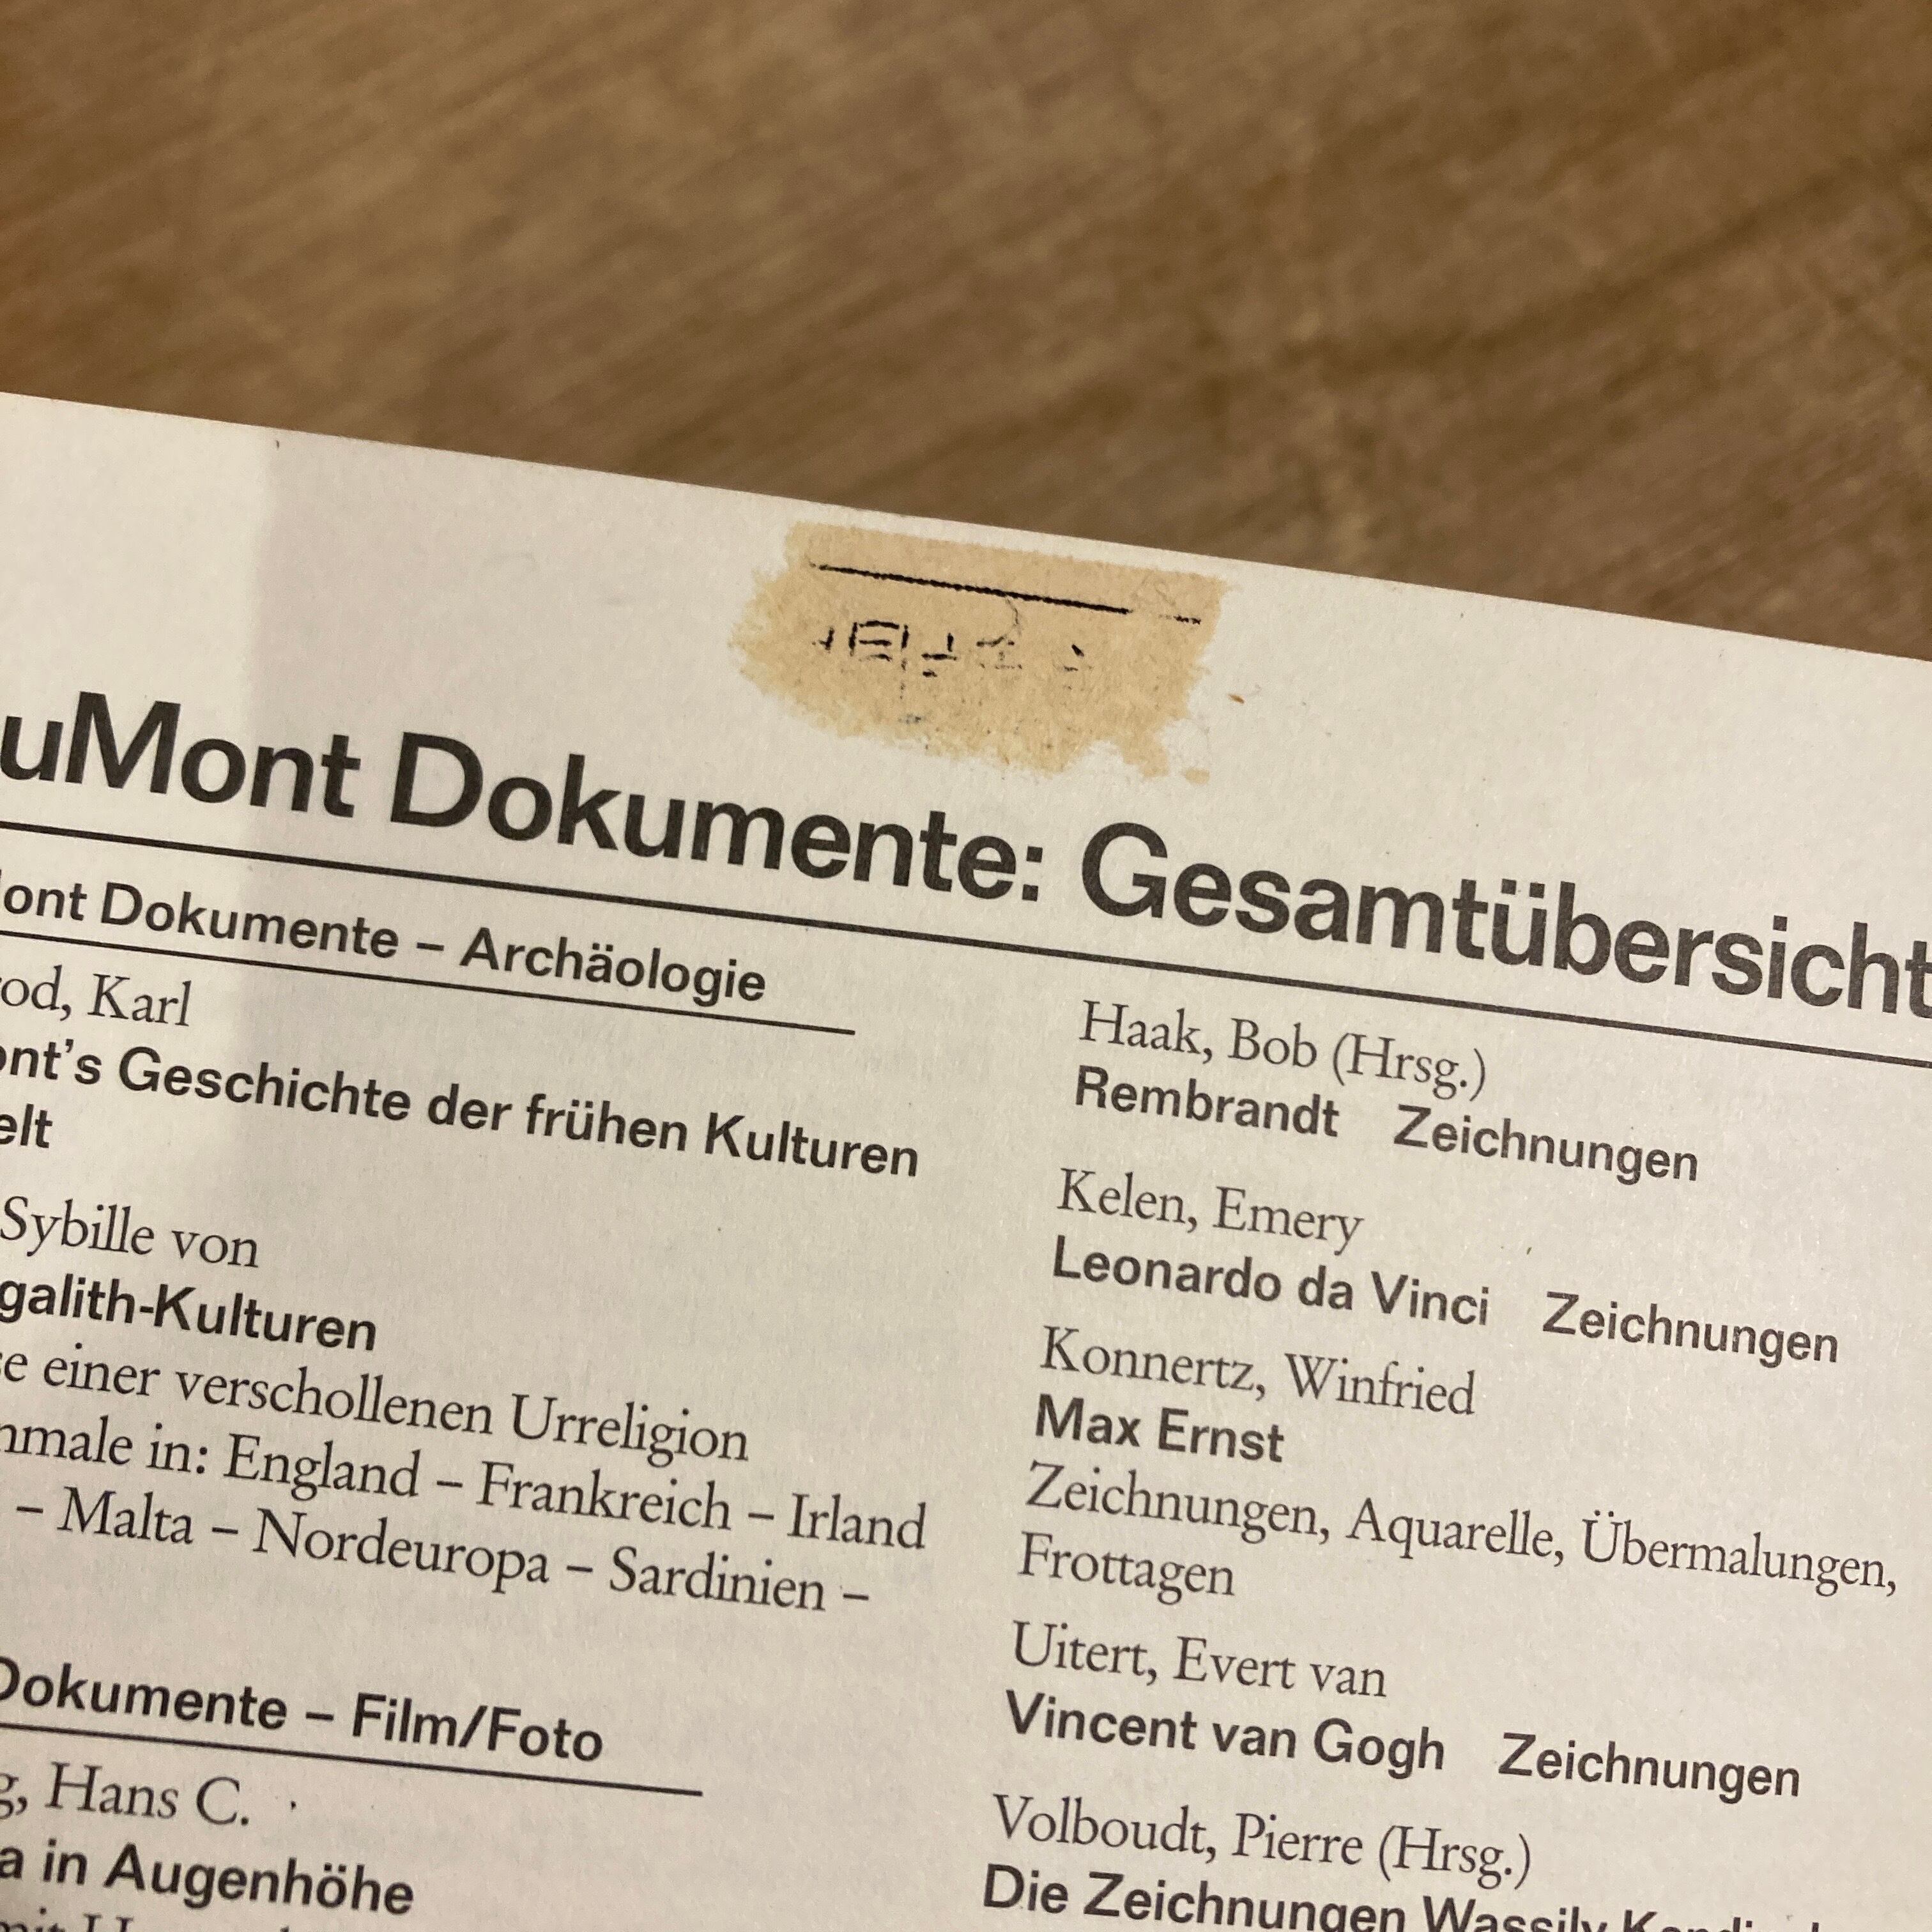 uMont Dokumente: Gesamtübersicht
ont Dokumente – Archäologie
od, Karl
ont's Geschichte der frühen Kulturen
elt
Sybille von
galith-Kulturen
e einer verschollenen Urreligion
nmale in: England – Frankreich – Irland
– Malta – Nordeuropa – Sardinien –
Dokumente – Film/Foto
g, Hans C.
a in Augenhöhe
Haak, Bob (Hrsg.)
Rembrandt Zeichnungen
Kelen, Emery
Leonardo da Vinci Zeichnungen
Konnertz, Winfried
Max Ernst
Zeichnungen, Aquarelle, Übermalungen,
Frottagen
Uitert, Evert van
Vincent van Gogh Zeichnungen
Volboudt, Pierre (Hrsg.)
Die Zeichnungen Wassily